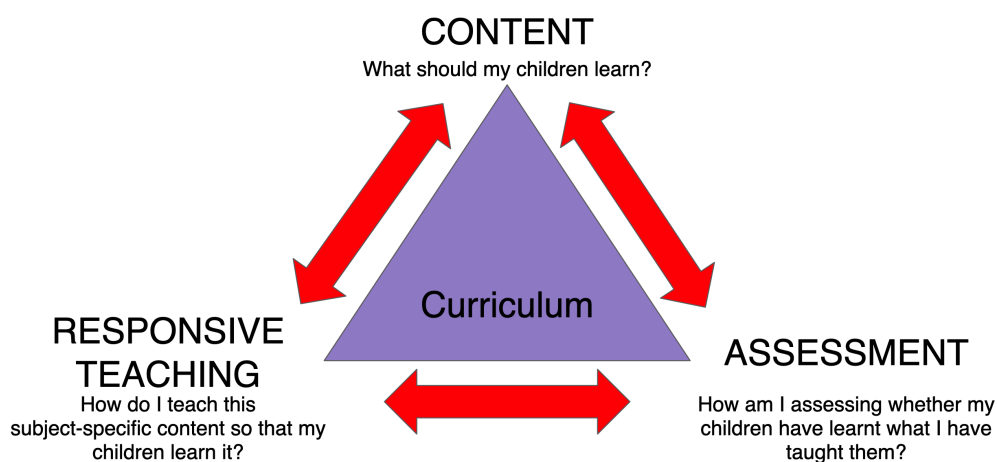 CONTENT
What should my children learn?
Curriculum
RESPONSIVE
TEACHING
How do I teach this
subject-specific content so that my
children learn it?
ASSESSMENT
How am I assessing whether my
children have learnt what I have
taught them?